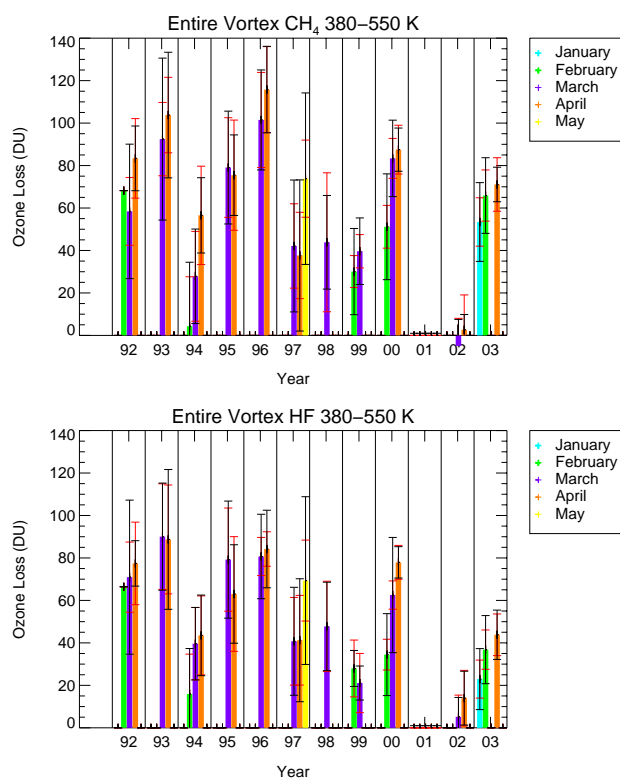 Entire Vortex CH4 380−550 K
140
120
100
80
60
40
20
0
Ozone Loss (DU)
92 93 94 95 96 97 98 99 00 01 02 03
Year
January
February
March
April
May
Entire Vortex HF 380−550 K
140
120
100
80
60
40
20
0
Ozone Loss (DU)
92 93 94 95 96 97 98 99 00 01 02 03
Year
January
February
March
April
May